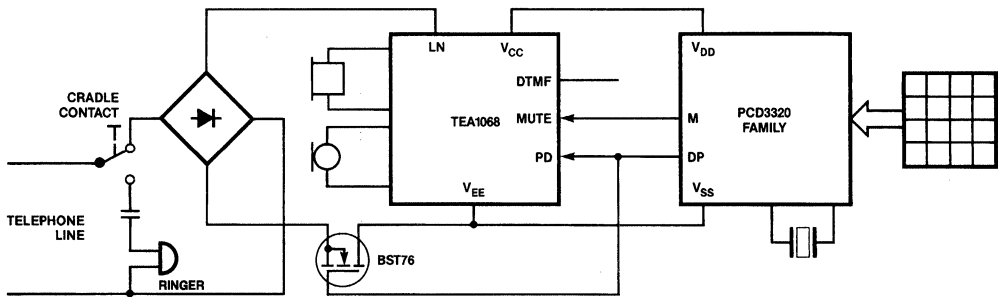 LN
VCC
VDD
DTMF
CRADLE
CONTACT
TEA1068
MUTE
M
PCD3320
FAMILY
PD
DP
VEE
VSS
TELEPHONE
LINE
BST76
RINGER